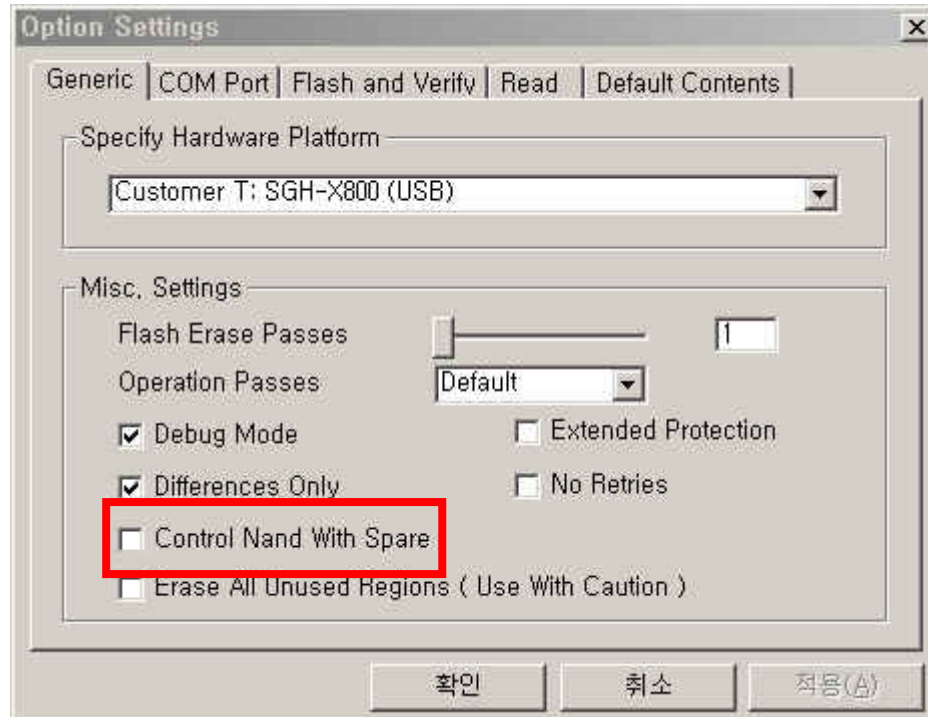 Option Settings
Generic COM Port Flash and Verify Read Default Contents
Specify Hardware Platform
Customer T: SGH-X800 (USB)
Misc. Settings
Flash Erase Passes 1
Operation Passes Default
Debug Mode Extended Protection
Differences Only No Retries
Control Nand With Spare
Erase All Unused Regions ( Use With Caution )
확인 취소 적용(A)